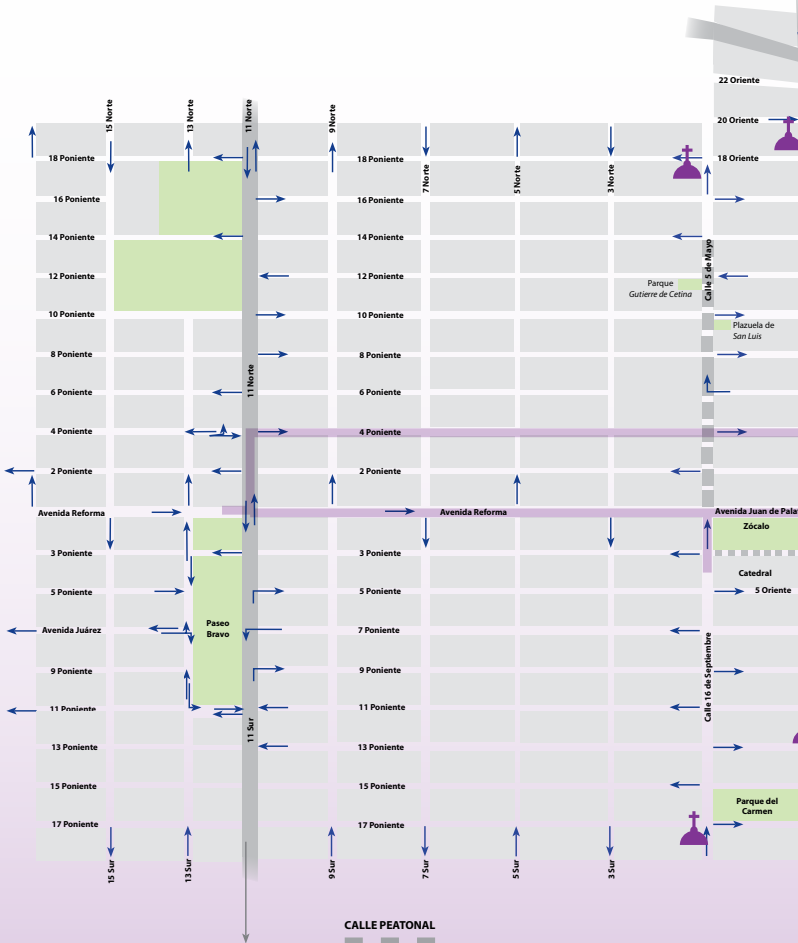 22 Oriente
20 Oriente
15 Norte
13 Norte
11 Norte
9 Norte
18 Poniente
18 Poniente
18 Oriente
7 Norte
5 Norte
3 Norte
16 Poniente
16 Poniente
14 Poniente
14 Poniente
Calle 5 de Mayo
12 Poniente
12 Poniente
Parque
Gutierre de Cetina
10 Poniente
10 Poniente
Plazuela de
San Luis
8 Poniente
8 Poniente
11 Norte
6 Poniente
6 Poniente
4 Poniente
4 Poniente
2 Poniente
2 Poniente
Avenida Reforma
Avenida Reforma
Avenida Juan de
Zócalo
3 Poniente
3 Poniente
Catedral
5 Poniente
5 Poniente
5 Oriente
Paseo
Bravo
Avenida Juárez
7 Poniente
9 Poniente
9 Poniente
Calle 16 de Septiembre
11 Poniente
11 Poniente
11 Sur
13 Poniente
13 Poniente
15 Poniente
15 Poniente
Parque del
Carmen
17 Poniente
17 Poniente
15 Sur
13 Sur
9 Sur
7 Sur
5 Sur
3 Sur
CALLE PEATONAL